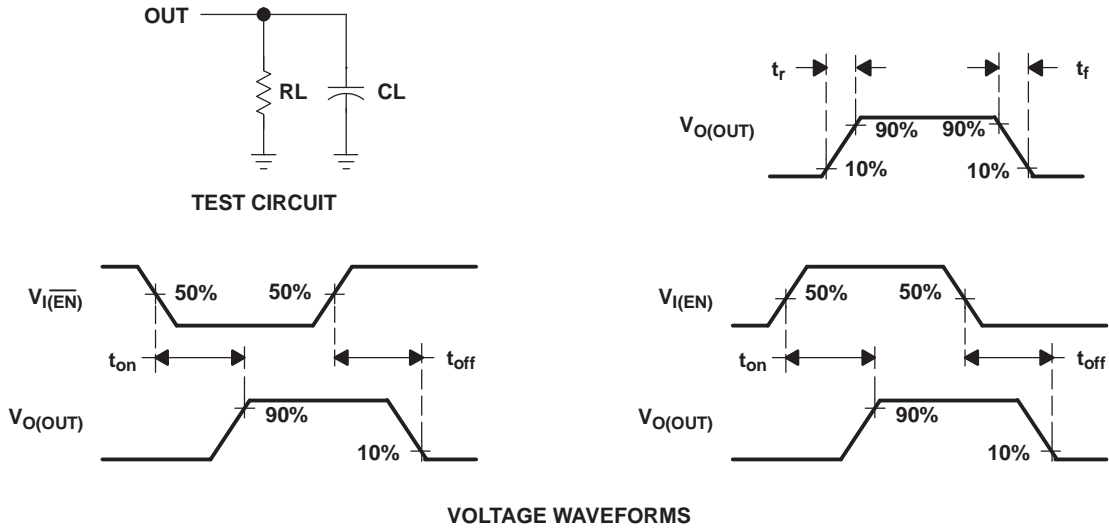 OUT
RL CL
TEST CIRCUIT
tr tf
VO(OUT)
90% 90%
10% 10%
VI(E̅N̅)
50% 50%
ton toff
VO(OUT)
90%
10%
VI(EN)
50% 50%
ton toff
VO(OUT)
90%
10%
VOLTAGE WAVEFORMS